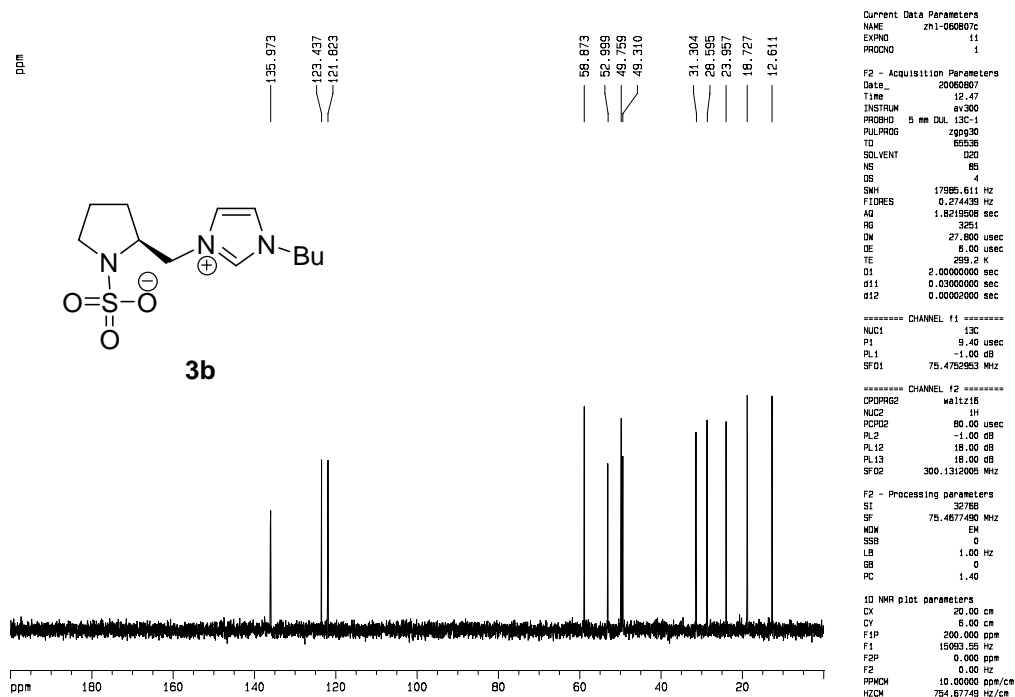 ppm
135.973
123.437
121.823
58.873
52.999
49.759
49.310
31.304
28.595
23.957
18.727
12.611
N
N
Bu
N
O=S-O
O
3b
ppm 180 160 140 120 100 80 60 40 20
Current Data Parameters
NAME zhl-060807c
EXPNO 11
PROCNO 1
F2 - Acquisition Parameters
Date_ 20060807
Time 12.47
INSTRUM av300
PROBHD 5 mm DUL 13C-1
PULPROG zgpg30
TD 65536
SOLVENT D2O
NS 85
DS 4
SWH 17985.611 Hz
FIDRES 0.274439 Hz
AQ 1.8219508 sec
RG 3251
DW 27.800 usec
DE 6.00 usec
TE 299.2 K
D1 2.00000000 sec
d11 0.03000000 sec
d12 0.00002000 sec
======== CHANNEL f1 ========
NUC1 13C
P1 9.40 usec
PL1 -1.00 dB
SFO1 75.4752953 MHz
======== CHANNEL f2 ========
CPDPRG2 waltz16
NUC2 1H
PCPD2 80.00 usec
PL2 -1.00 dB
PL12 18.00 dB
PL13 18.00 dB
SFO2 300.1312005 MHz
F2 - Processing parameters
SI 32768
SF 75.4677490 MHz
WDW EM
SSB 0
LB 1.00 Hz
GB 0
PC 1.40
1D NMR plot parameters
CX 20.00 cm
CY 6.00 cm
F1P 200.000 ppm
F1 15093.55 Hz
F2P 0.000 ppm
F2 0.00 Hz
PPMCM 10.00000 ppm/cm
HZCM 754.67749 Hz/cm